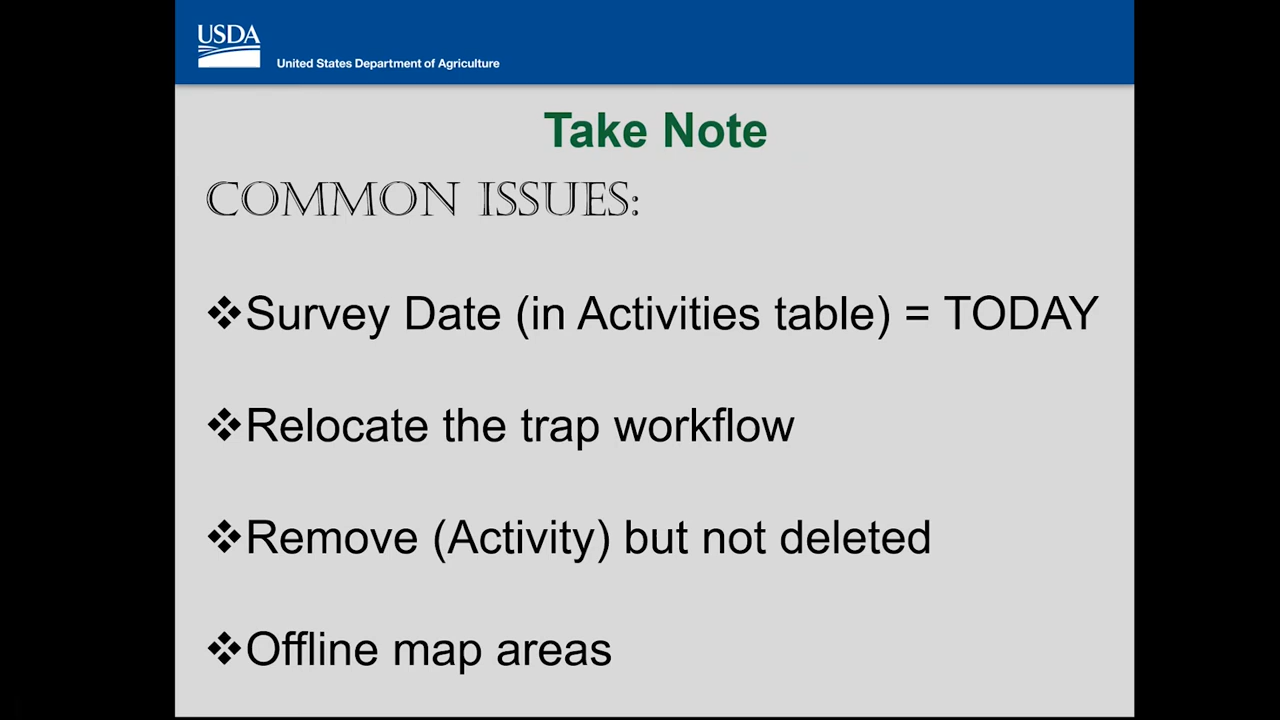 USDA
United States Department of Agriculture
Take Note
COMMON ISSUES:
❖Survey Date (in Activities table) = TODAY
❖Relocate the trap workflow
❖Remove (Activity) but not deleted
❖Offline map areas